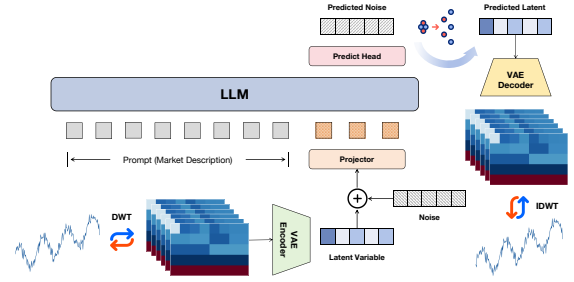 Predicted Noise
Predicted Latent
Predict Head
VAE
Decoder
LLM
Prompt (Market Description)
Projector
DWT
VAE
Encoder
Noise
IDWT
Latent Variable